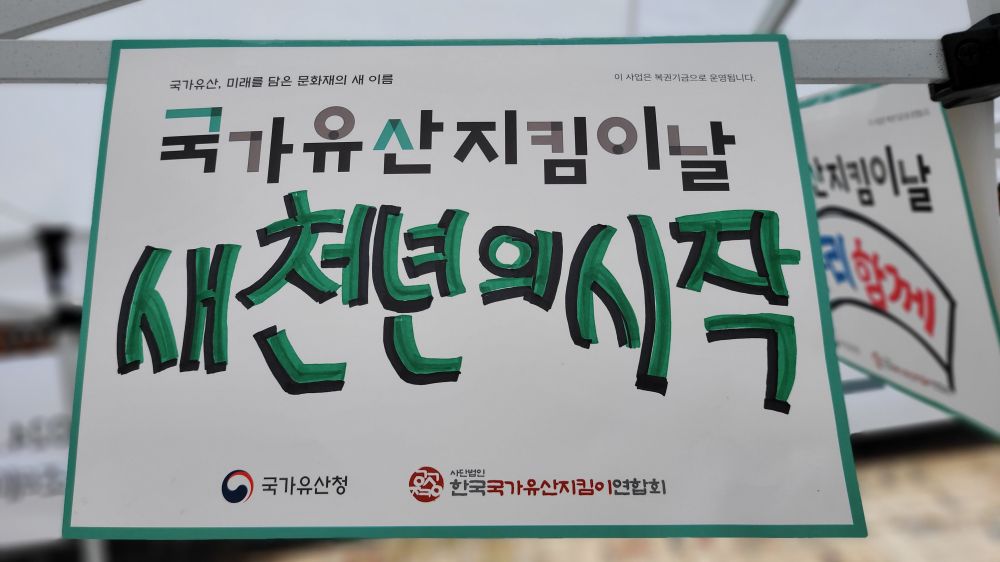 국가유산, 미래를 담은 문화재의 새 이름
이 사업은 복권기금으로 운영됩니다.
국가유산지킴이날
새천년의시작
국가유산청
사단법인
한국국가유산지킴이연합회
산지킴이날
함께